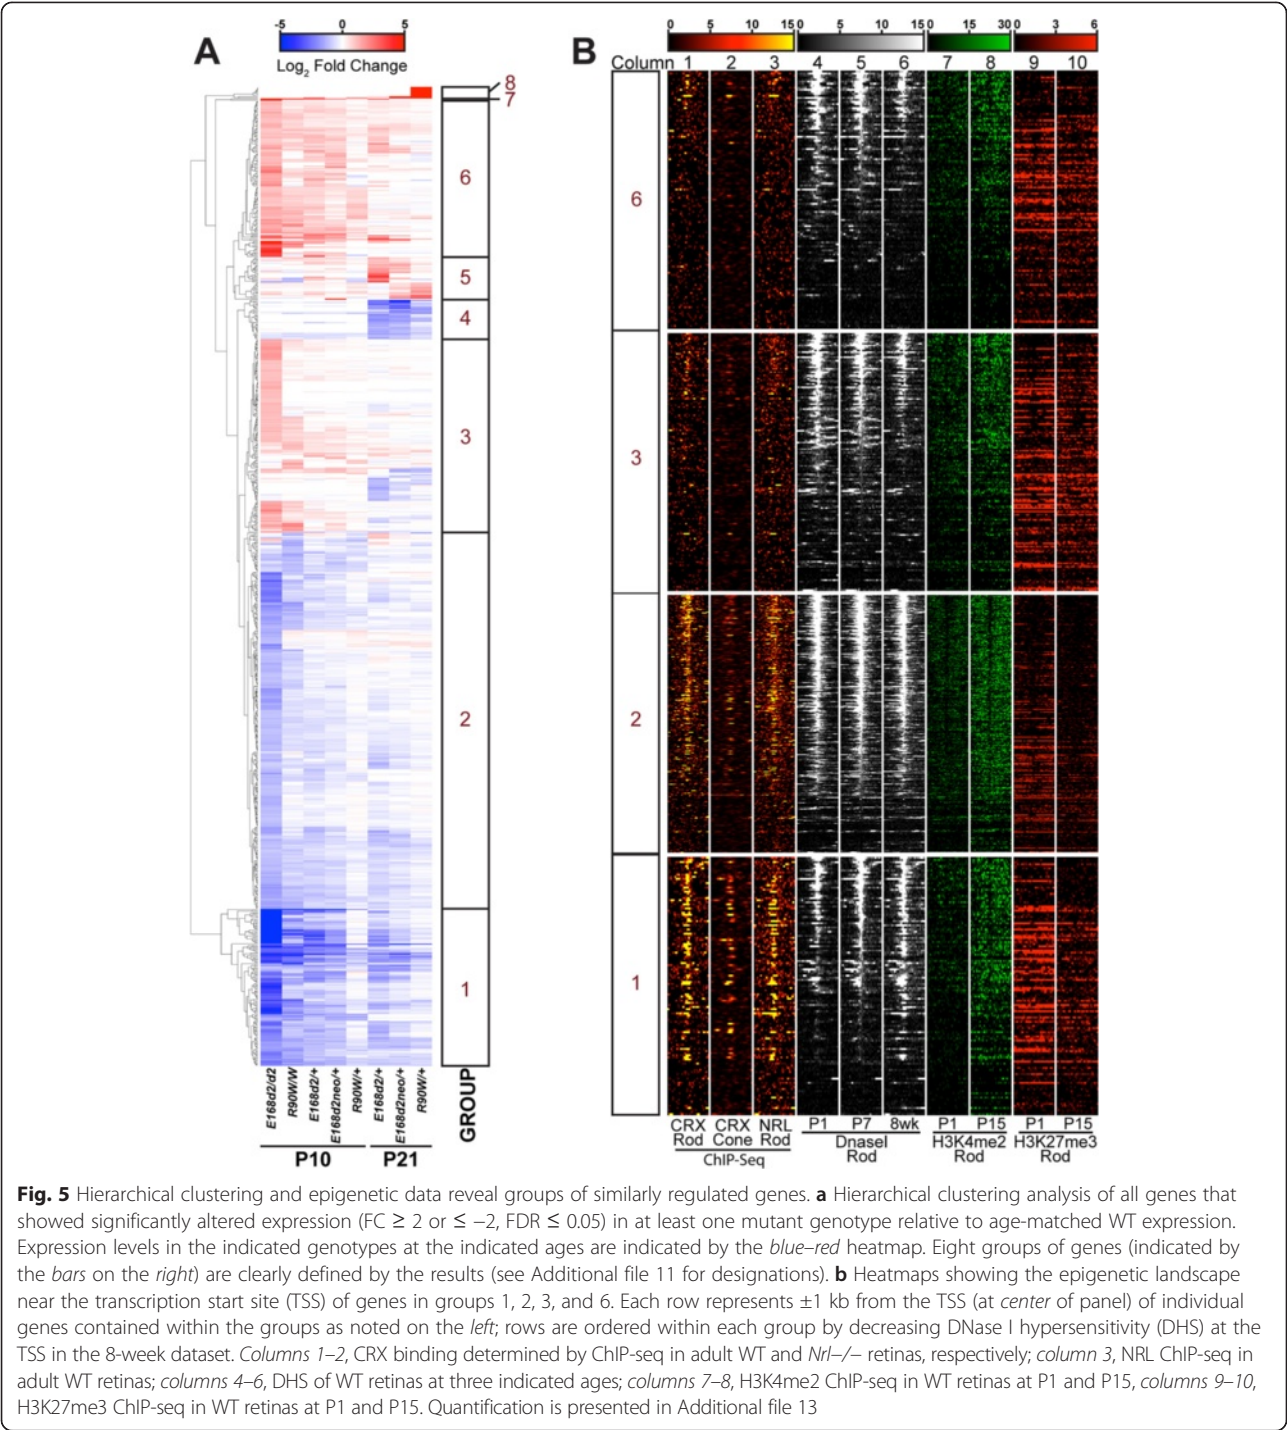 A
-5 0 5
Log2 Fold Change
8
7
6
5
4
3
2
1
E168d2/d2
R90W/W
E168d2/+
E168d2neo/+
R90W/+
E168d2/+
E168d2neo/+
R90W/+
P10 P21
GROUP
B
0 5 10 15 0 5 10 15 0 15 30 0 3 6
Column 1 2 3 4 5 6 7 8 9 10
6
3
2
1
CRX CRX NRL P1 P7 8wk P1 P15 P1 P15
Rod Cone Rod DnaseI H3K4me2 H3K27me3
ChIP-Seq Rod Rod Rod
Fig. 5 Hierarchical clustering and epigenetic data reveal groups of similarly regulated genes. a Hierarchical clustering analysis of all genes that
showed significantly altered expression (FC ≥ 2 or ≤ −2, FDR ≤ 0.05) in at least one mutant genotype relative to age-matched WT expression.
Expression levels in the indicated genotypes at the indicated ages are indicated by the blue–red heatmap. Eight groups of genes (indicated by
the bars on the right) are clearly defined by the results (see Additional file 11 for designations). b Heatmaps showing the epigenetic landscape
near the transcription start site (TSS) of genes in groups 1, 2, 3, and 6. Each row represents ±1 kb from the TSS (at center of panel) of individual
genes contained within the groups as noted on the left; rows are ordered within each group by decreasing DNase I hypersensitivity (DHS) at the
TSS in the 8-week dataset. Columns 1–2, CRX binding determined by ChIP-seq in adult WT and Nrl−/− retinas, respectively; column 3, NRL ChIP-seq in
adult WT retinas; columns 4–6, DHS of WT retinas at three indicated ages; columns 7–8, H3K4me2 ChIP-seq in WT retinas at P1 and P15, columns 9–10,
H3K27me3 ChIP-seq in WT retinas at P1 and P15. Quantification is presented in Additional file 13